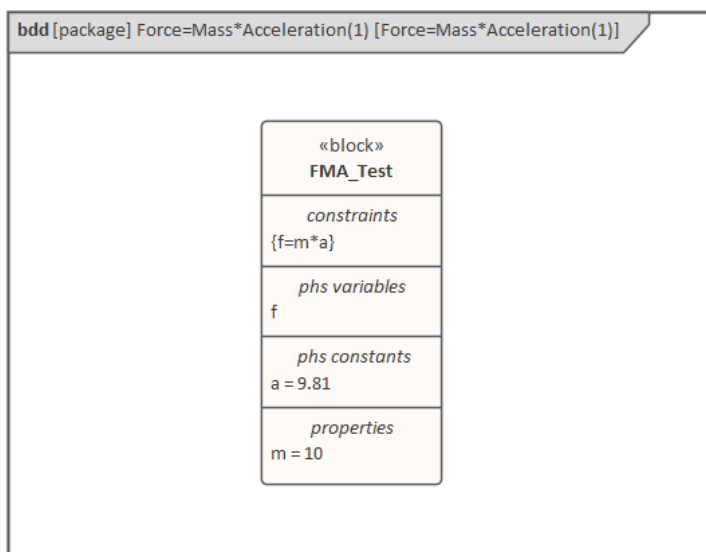 bdd [package] Force=Mass*Acceleration(1) [Force=Mass*Acceleration(1)]
«block»
FMA_Test
constraints
{f=m*a}
phs variables
f
phs constants
a = 9.81
properties
m = 10